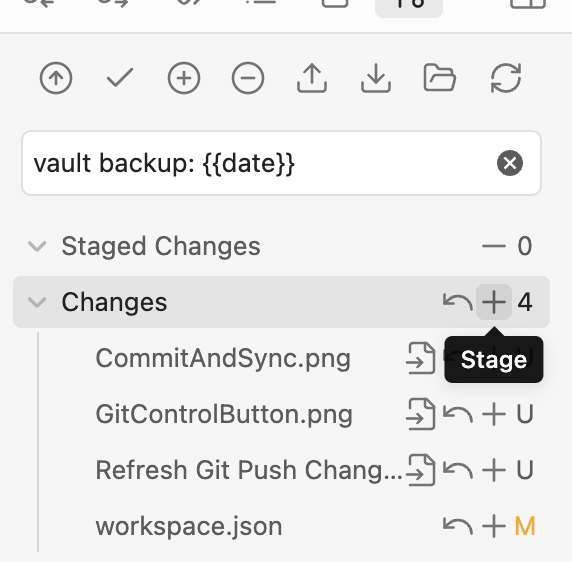 vault backup: {{date}}
Staged Changes 0
Changes 4
Stage
CommitAndSync.png
GitControlButton.png U
Refresh Git Push Chang... U
workspace.json M